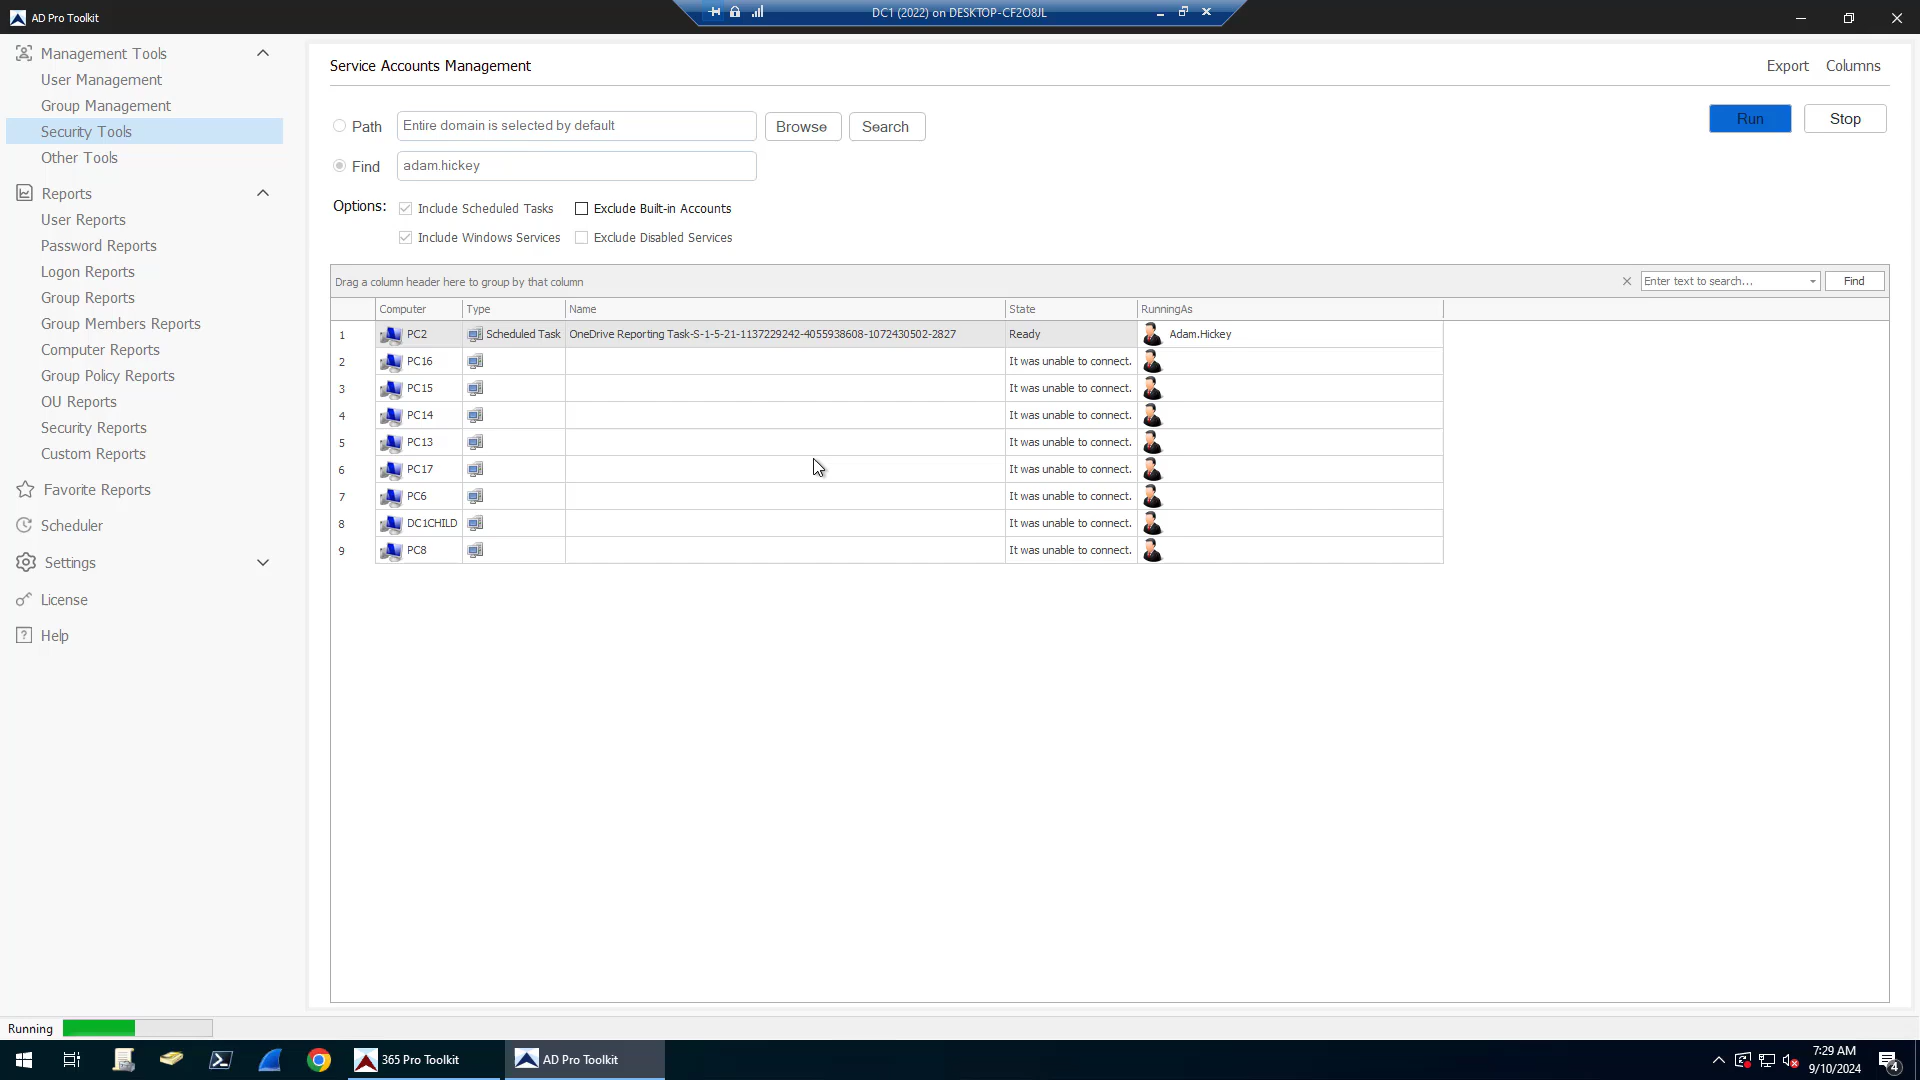 AD Pro Toolkit
DC1 (2022) on DESKTOP-CF2O8JL
Management Tools
User Management
Group Management
Security Tools
Other Tools
Reports
User Reports
Password Reports
Logon Reports
Group Reports
Group Members Reports
Computer Reports
Group Policy Reports
OU Reports
Security Reports
Custom Reports
Favorite Reports
Scheduler
Settings
License
Help
Service Accounts Management
Export Columns
Path Entire domain is selected by default Browse Search
Run Stop
Find adam.hickey
Options: Include Scheduled Tasks Exclude Built-in Accounts
Include Windows Services Exclude Disabled Services
Drag a column header here to group by that column
Enter text to search... Find
Computer Type Name State RunningAs
1 PC2 Scheduled Task OneDrive Reporting Task-S-1-5-21-1137229242-4055938608-1072430502-2827 Ready Adam.Hickey
2 PC16 It was unable to connect.
3 PC15 It was unable to connect.
4 PC14 It was unable to connect.
5 PC13 It was unable to connect.
6 PC17 It was unable to connect.
7 PC6 It was unable to connect.
8 DC1CHILD It was unable to connect.
9 PC8 It was unable to connect.
Running
365 Pro Toolkit
AD Pro Toolkit
7:29 AM
9/10/2024
4